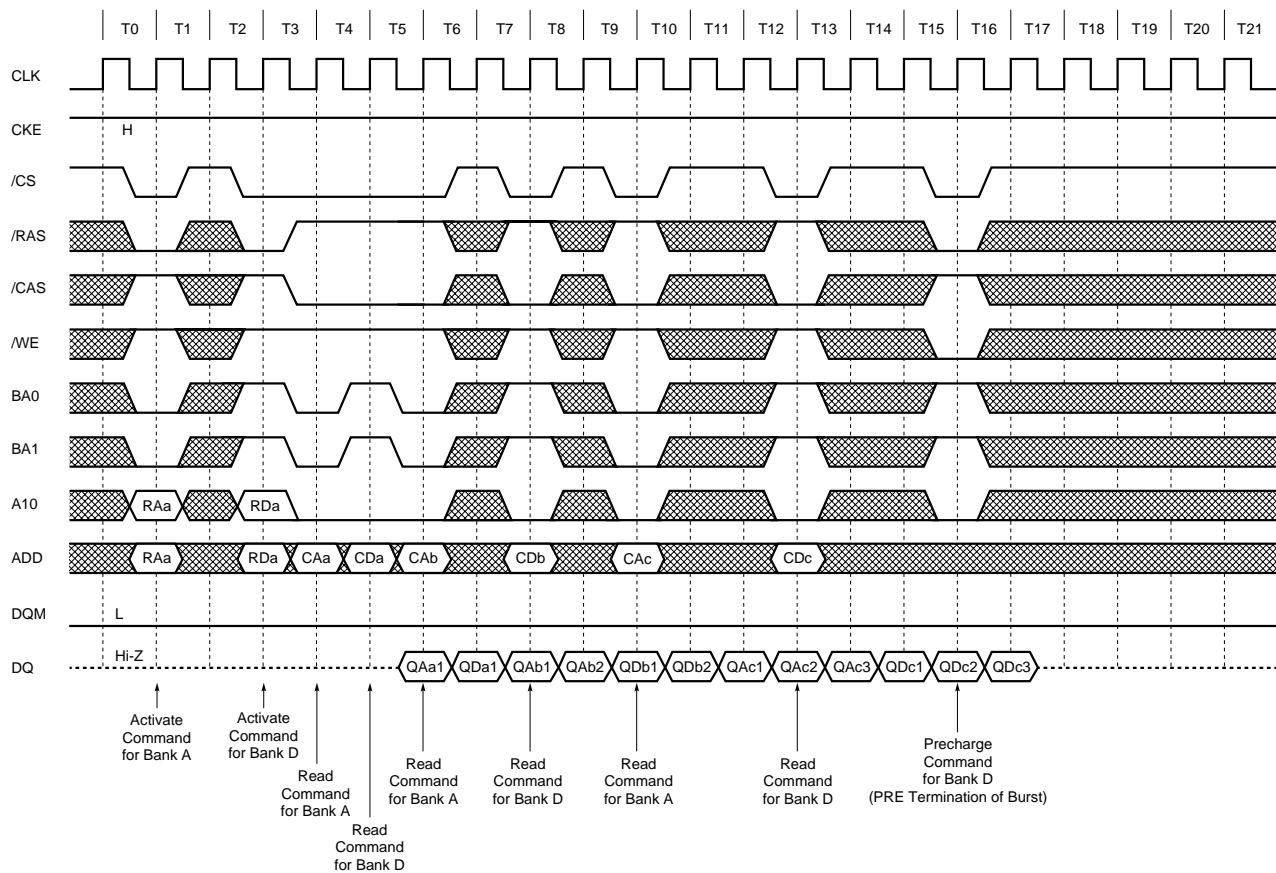 T0 T1 T2 T3 T4 T5 T6 T7 T8 T9 T10 T11 T12 T13 T14 T15 T16 T17 T18 T19 T20 T21
CLK
CKE H
/CS
/RAS
/CAS
/WE
BA0
BA1
A10 RAa RDa
ADD RAa RDa CAa CDa CAb CDb CAc CDc
DQM L
DQ Hi-Z QAa1 QDa1 QAb1 QAb2 QDb1 QDb2 QAc1 QAc2 QAc3 QDc1 QDc2 QDc3
Activate
Command
for Bank A
Activate
Command
for Bank D
Read
Command
for Bank A
Read
Command
for Bank D
Read
Command
for Bank A
Read
Command
for Bank D
Read
Command
for Bank A
Read
Command
for Bank D
Precharge
Command
for Bank D
(PRE Termination of Burst)